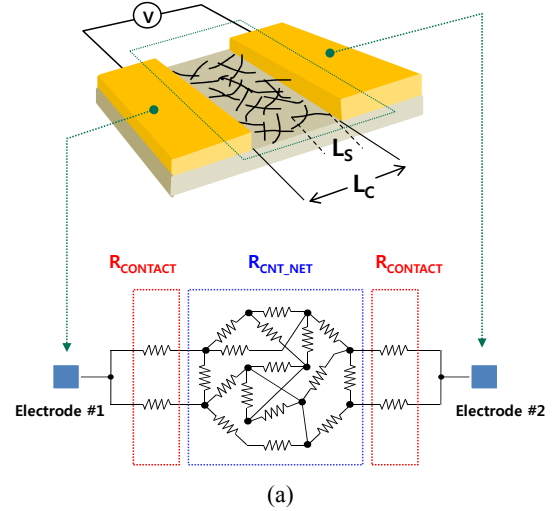 V
L_S
L_C
R_CONTACT R_CNT_NET R_CONTACT
Electrode #1 Electrode #2
(a)